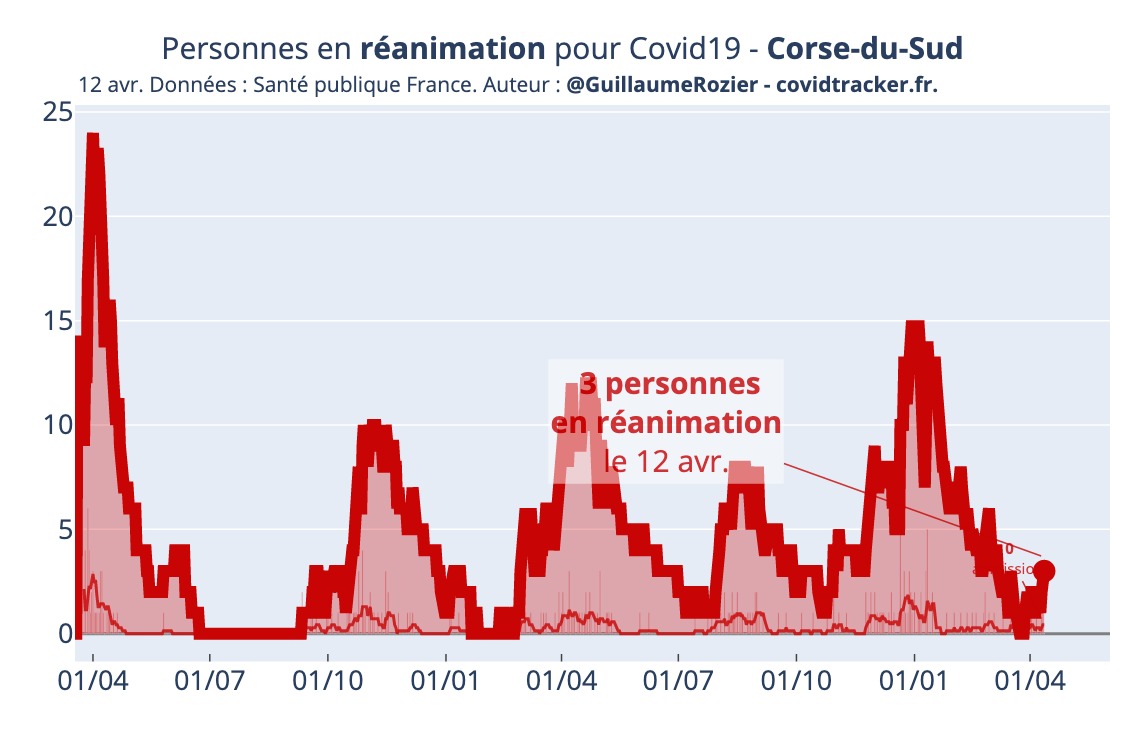 Personnes en réanimation pour Covid19 - Corse-du-Sud
12 avr. Données : Santé publique France. Auteur : @GuillaumeRozier - covidtracker.fr.
25
20
15
10
5
0
3 personnes
en réanimation
le 12 avr.
0
01/04 01/07 01/10 01/01 01/04 01/07 01/10 01/01 01/04